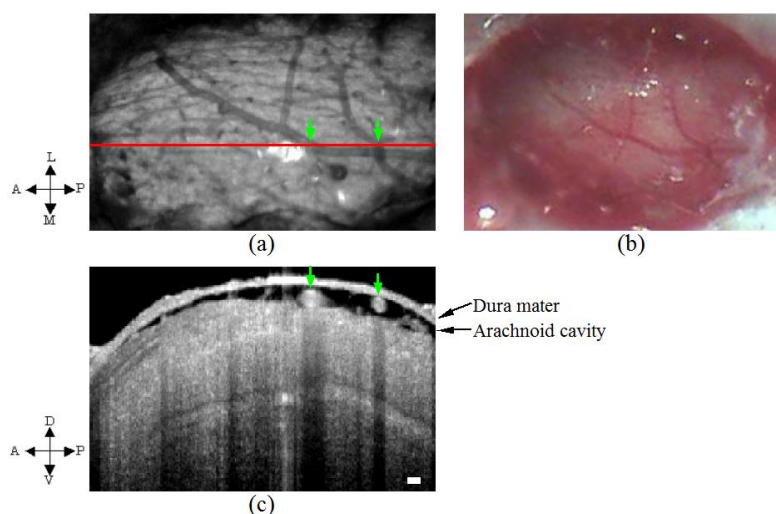 L
A P
M
(a)
(b)
D
A P
V
(c)
Dura mater
Arachnoid cavity